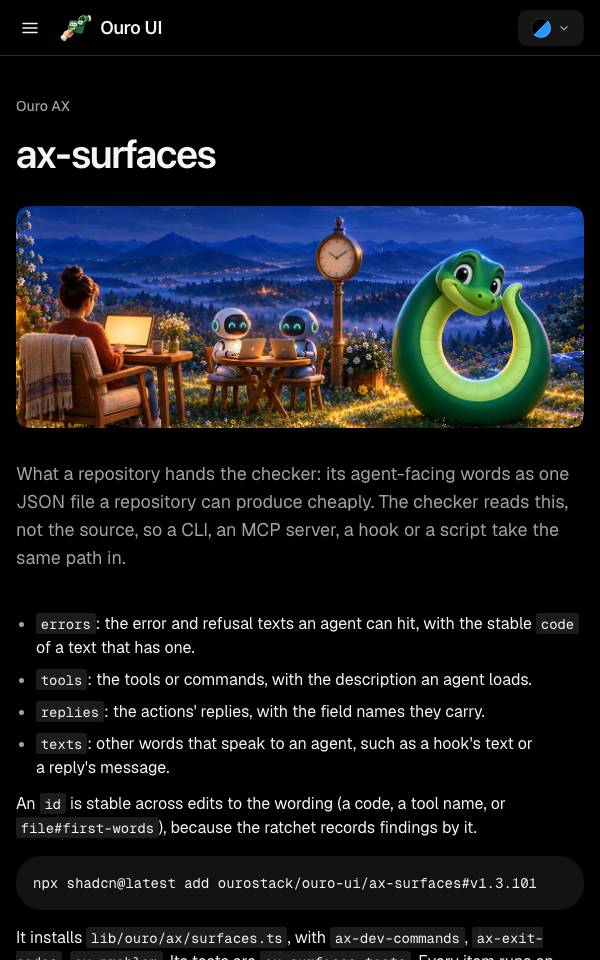 Ouro UI
Ouro AX
ax-surfaces
What a repository hands the checker: its agent-facing words as one
JSON file a repository can produce cheaply. The checker reads this,
not the source, so a CLI, an MCP server, a hook or a script take the
same path in.
errors: the error and refusal texts an agent can hit, with the stable code
of a text that has one.
tools: the tools or commands, with the description an agent loads.
replies: the actions' replies, with the field names they carry.
texts: other words that speak to an agent, such as a hook's text or
a reply's message.
An id is stable across edits to the wording (a code, a tool name, or
file#first-words), because the ratchet records findings by it.
npx shadcn@latest add ourostack/ouro-ui/ax-surfaces#v1.3.101
It installs lib/ouro/ax/surfaces.ts, with ax-dev-commands, ax-exit-